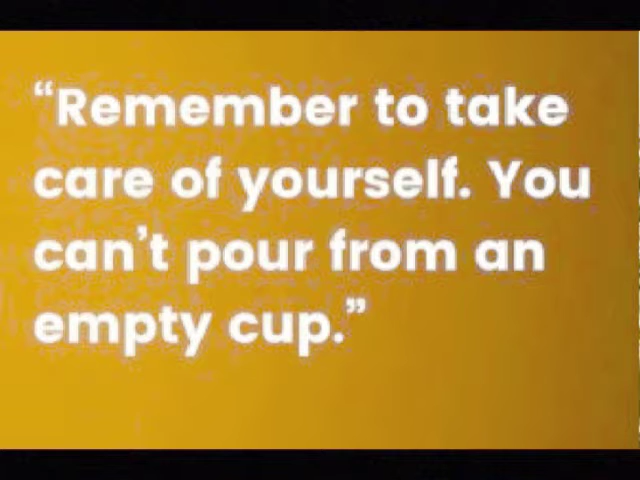 “Remember to take
care of yourself. You
can’t pour from an
empty cup.”